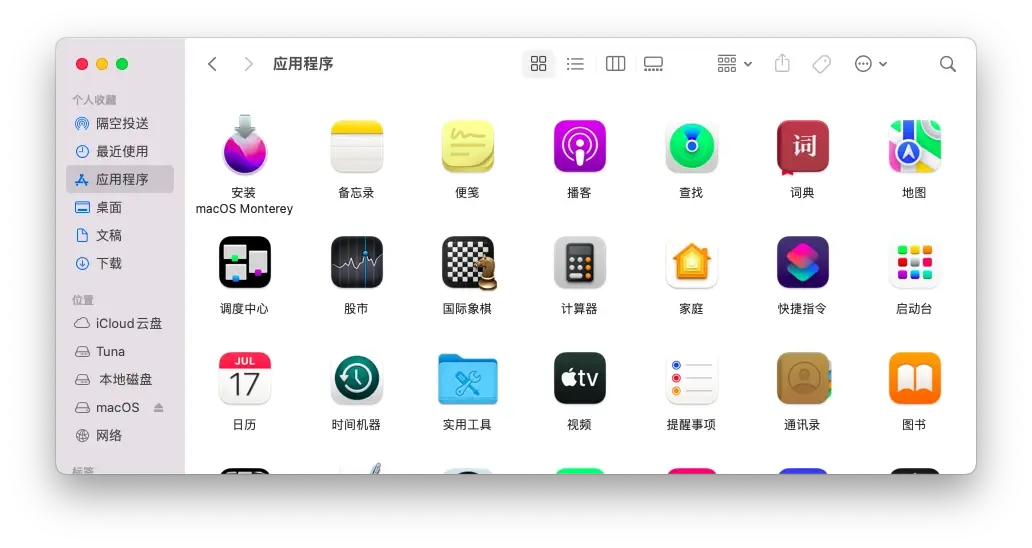 应用程序
个人收藏
隔空投送
最近使用
应用程序
桌面
文稿
下载
位置
iCloud云盘
Tuna
本地磁盘
macOS
网络
标签
安装
macOS Monterey
备忘录
便笺
播客
查找
词
词典
地图
调度中心
股市
国际象棋
计算器
家庭
快捷指令
启动台
JUL
17
日历
时间机器
实用工具
tv
视频
提醒事项
通讯录
图书